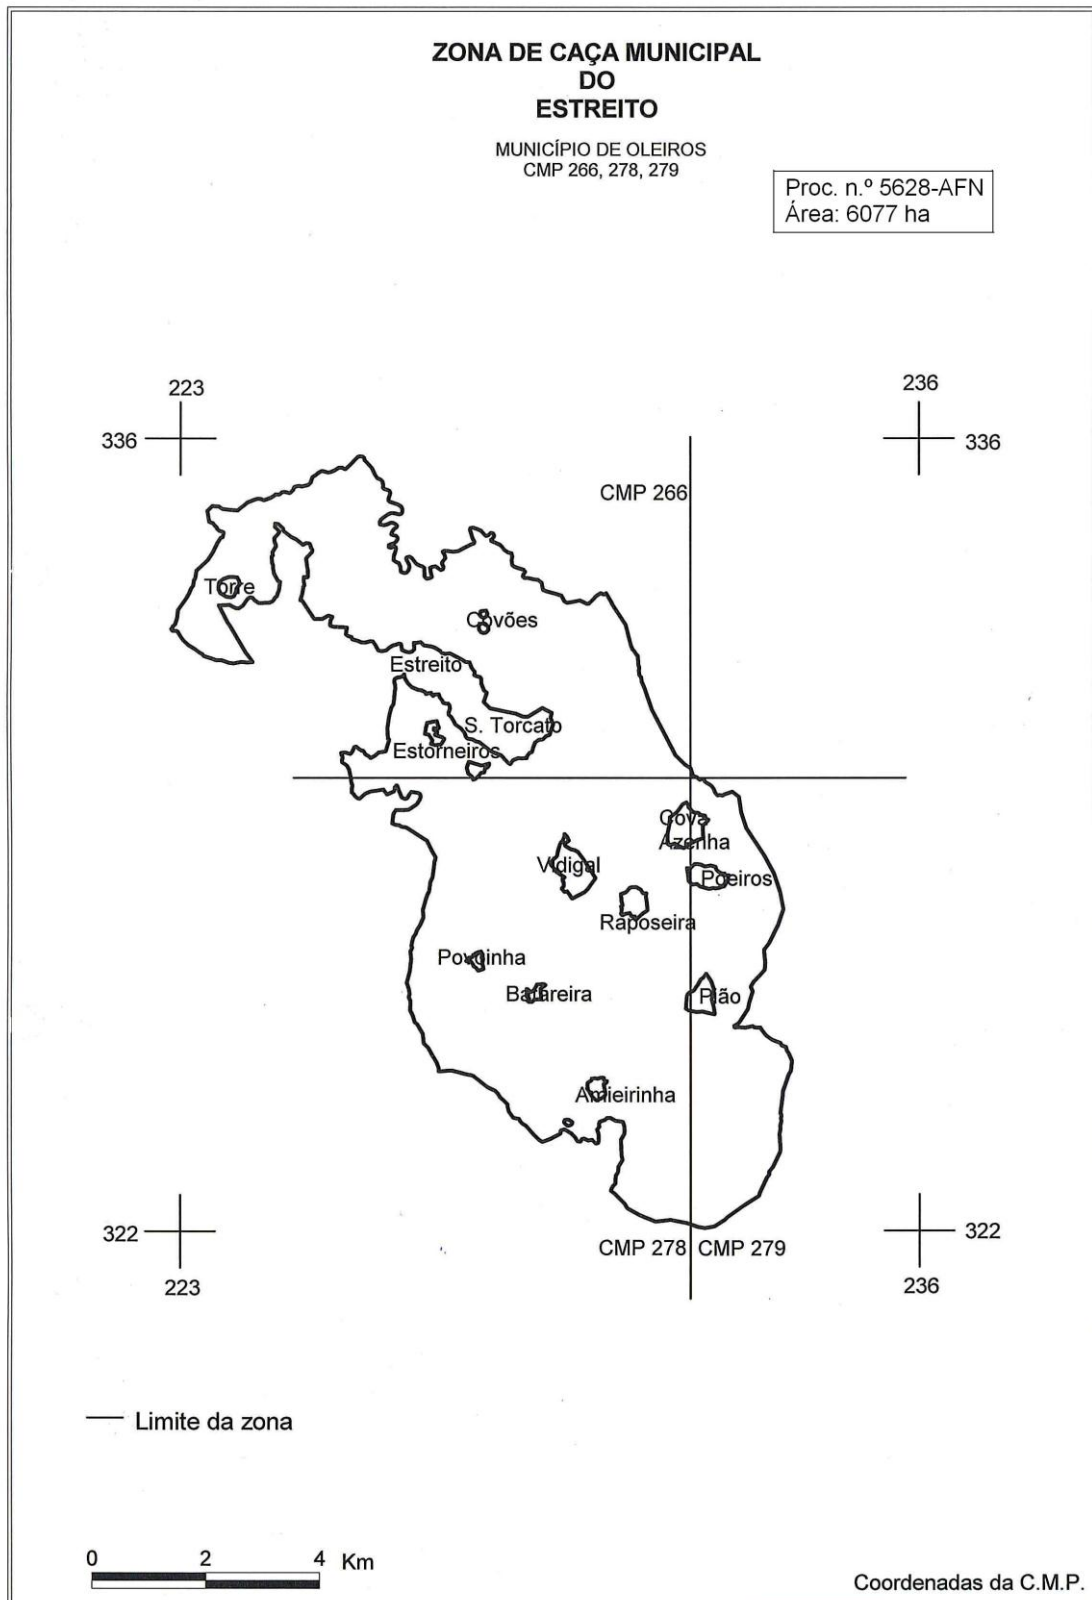 ZONA DE CAÇA MUNICIPAL
DO
ESTREITO
MUNICÍPIO DE OLEIROS
CMP 266, 278, 279
Proc. n.º 5628-AFN
Área: 6077 ha
223
236
336
336
CMP 266
Torre
Covões
Estreito
S. Torcato
Estorneiros
Cova
Azenha
Vidigal
Poeiros
Raposeira
Povoinha
Bafareira
Pião
Amieirinha
322
322
CMP 278
CMP 279
223
236
Limite da zona
0 2 4 Km
Coordenadas da C.M.P.